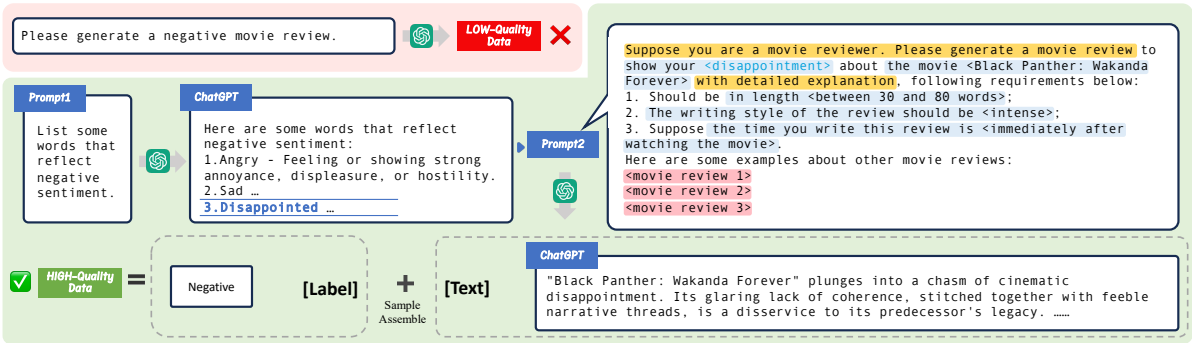 Please generate a negative movie review.
LOW-Quality
Data
Prompt1
List some
words that
reflect
negative
sentiment.
ChatGPT
Here are some words that reflect
negative sentiment:
1.Angry - Feeling or showing strong
annoyance, displeasure, or hostility.
2.Sad …
3.Disappointed …
Prompt2
Suppose you are a movie reviewer. Please generate a movie review to
show your <disappointment> about the movie <Black Panther: Wakanda
Forever> with detailed explanation, following requirements below:
1. Should be in length <between 30 and 80 words>;
2. The writing style of the review should be <intense>;
3. Suppose the time you write this review is <immediately after
watching the movie>.
Here are some examples about other movie reviews:
<movie review 1>
<movie review 2>
<movie review 3>
HIGH-Quality
Data
=
Negative
[Label]
+
Sample
Assemble
[Text]
ChatGPT
"Black Panther: Wakanda Forever" plunges into a chasm of cinematic
disappointment. Its glaring lack of coherence, stitched together with feeble
narrative threads, is a disservice to its predecessor's legacy. ……